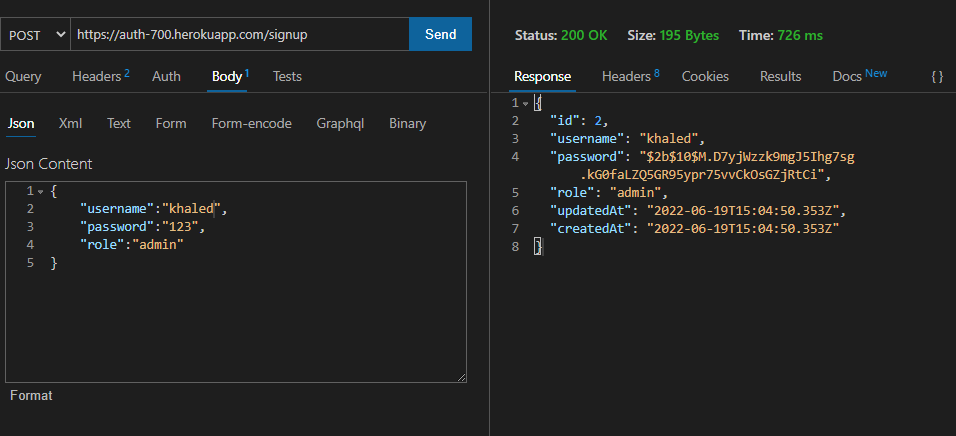 POST https://auth-700.herokuapp.com/signup Send
Query Headers 2 Auth Body 1 Tests
Json Xml Text Form Form-encode Graphql Binary
Json Content
1 {
2 "username":"khaled",
3 "password":"123",
4 "role":"admin"
5 }
Format
Status: 200 OK Size: 195 Bytes Time: 726 ms
Response Headers 8 Cookies Results Docs New { }
1 {
2 "id": 2,
3 "username": "khaled",
4 "password": "$2b$10$M.D7yjWzzk9mgJ5Ihg7sg
.kG0faLZQ5GR95ypr75vvCkOsGZjRtCi",
5 "role": "admin",
6 "updatedAt": "2022-06-19T15:04:50.353Z",
7 "createdAt": "2022-06-19T15:04:50.353Z"
8 }